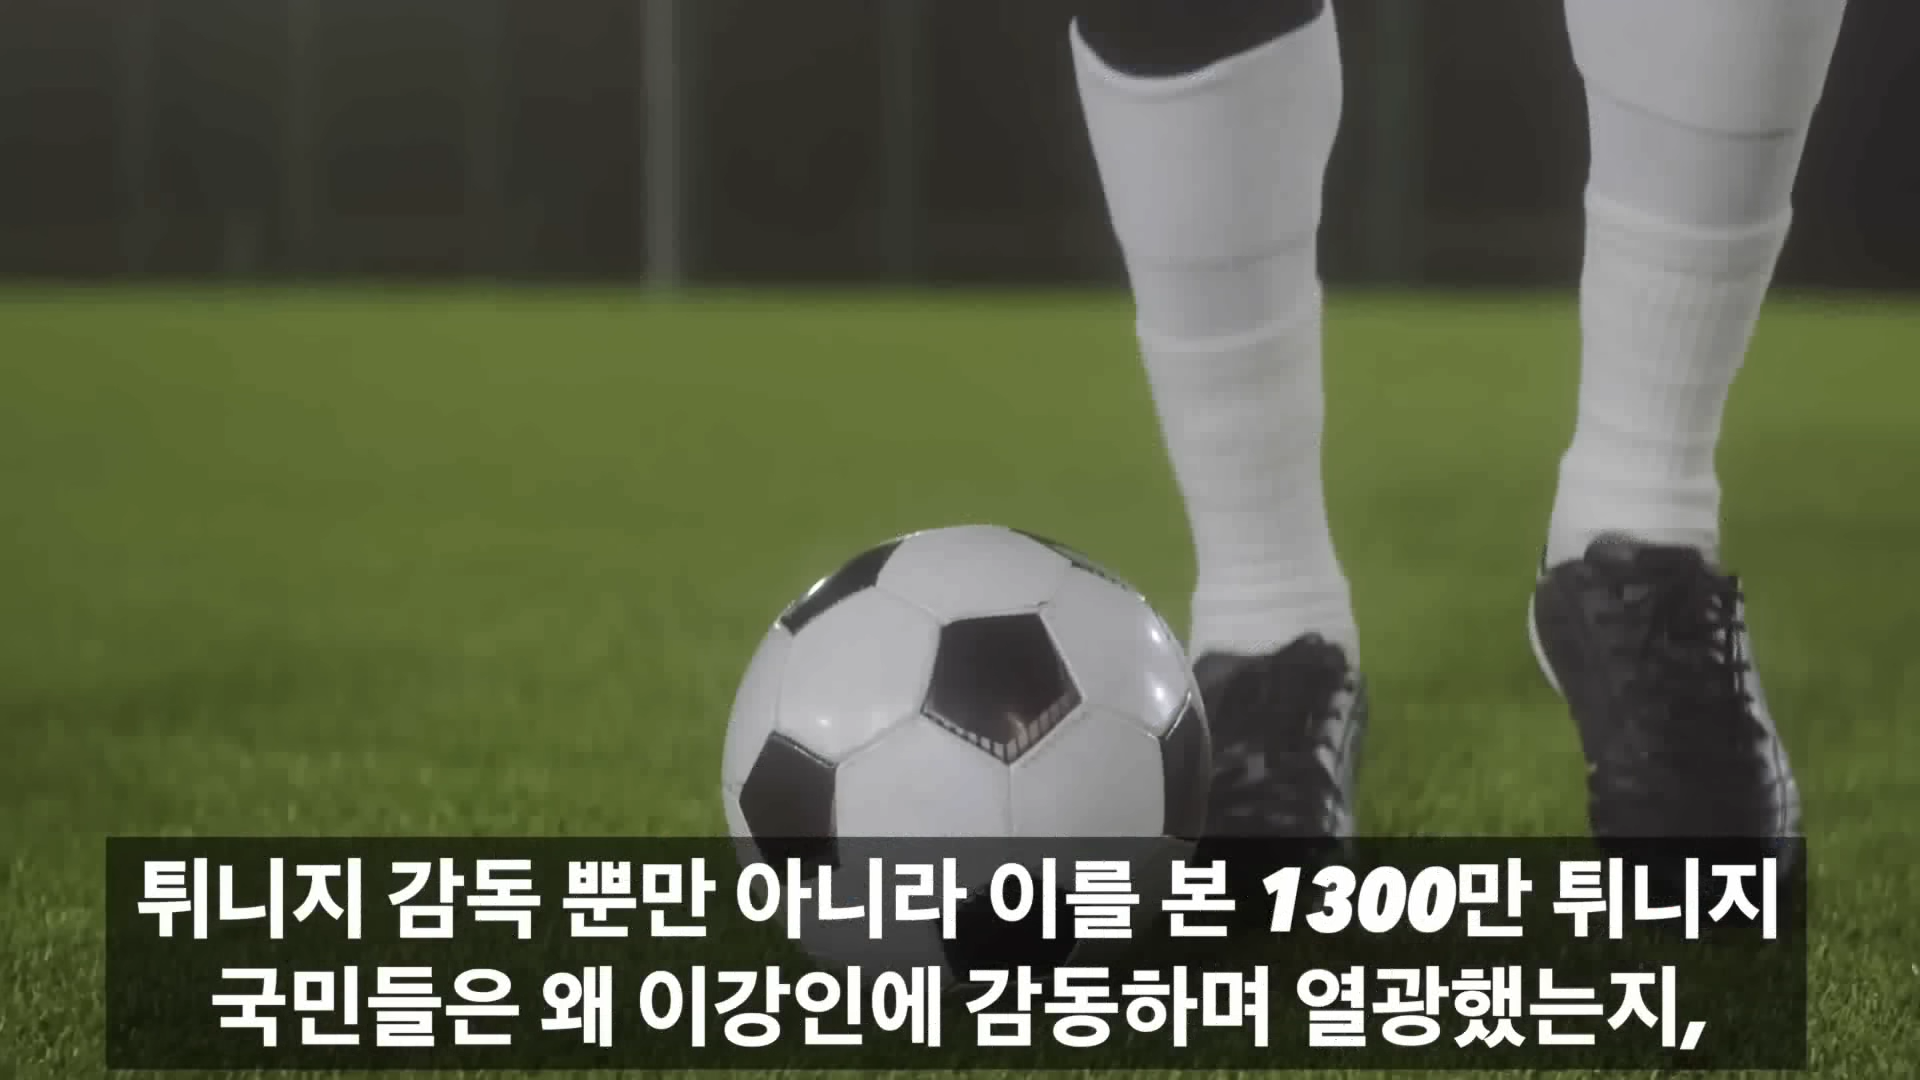 튀니지 감독 뿐만 아니라 이를 본 1300만 튀니지
국민들은 왜 이강인에 감동하며 열광했는지,